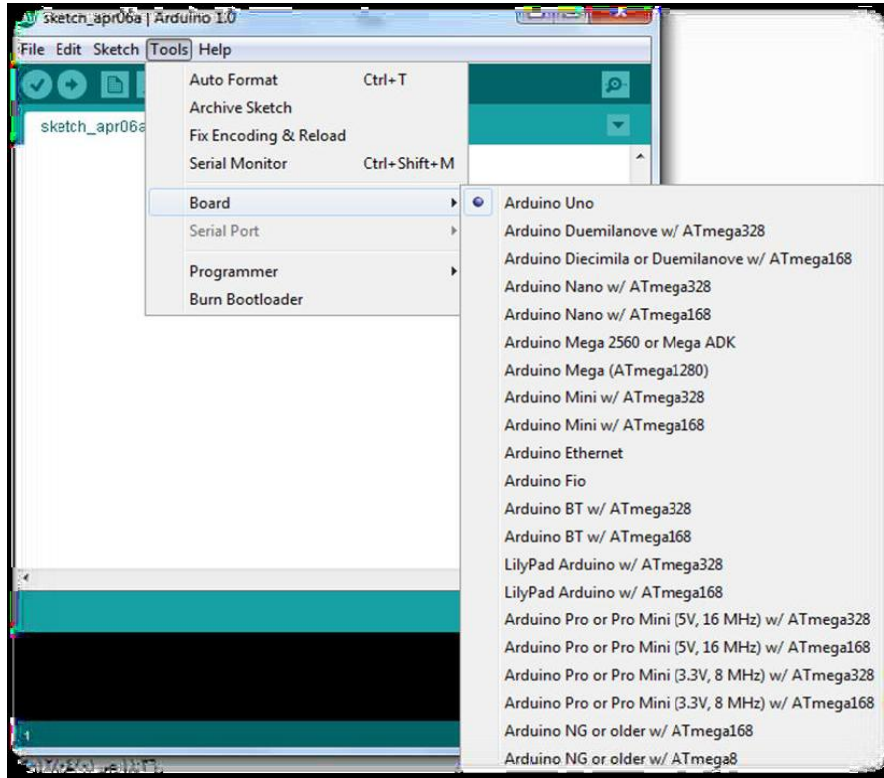 sketch_apr06a | Arduino 1.0
File Edit Sketch Tools Help
sketch_apr06a
Auto Format Ctrl+T
Archive Sketch
Fix Encoding & Reload
Serial Monitor Ctrl+Shift+M
Board
Serial Port
Programmer
Burn Bootloader
Arduino Uno
Arduino Duemilanove w/ ATmega328
Arduino Diecimila or Duemilanove w/ ATmega168
Arduino Nano w/ ATmega328
Arduino Nano w/ ATmega168
Arduino Mega 2560 or Mega ADK
Arduino Mega (ATmega1280)
Arduino Mini w/ ATmega328
Arduino Mini w/ ATmega168
Arduino Ethernet
Arduino Fio
Arduino BT w/ ATmega328
Arduino BT w/ ATmega168
LilyPad Arduino w/ ATmega328
LilyPad Arduino w/ ATmega168
Arduino Pro or Pro Mini (5V, 16 MHz) w/ ATmega328
Arduino Pro or Pro Mini (5V, 16 MHz) w/ ATmega168
Arduino Pro or Pro Mini (3.3V, 8 MHz) w/ ATmega328
Arduino Pro or Pro Mini (3.3V, 8 MHz) w/ ATmega168
Arduino NG or older w/ ATmega168
Arduino NG or older w/ ATmega8
1